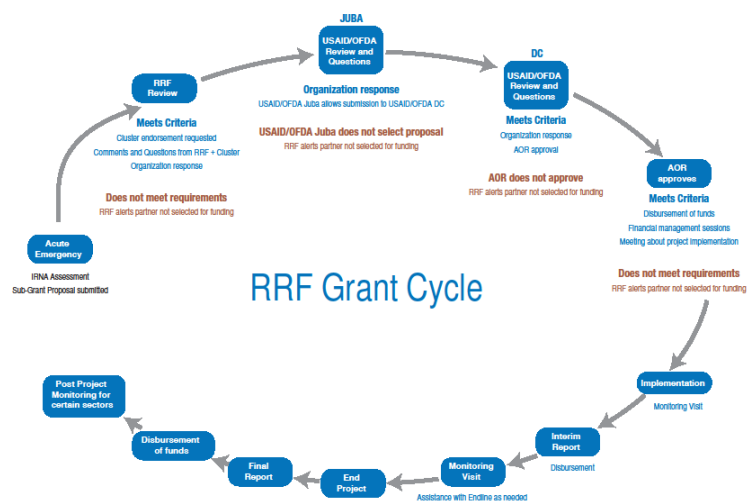 JUBA
USAID/OFDA
Review and
Questions
Organization response
USAID/OFDA Juba allows submission to USAID/OFDA DC
USAID/OFDA Juba does not select proposal
RRF alerts partner not selected for funding
DC
USAID/OFDA
Review and
Questions
Meets Criteria
Organization response
AOR approval
AOR does not approve
RRF alerts partner not selected for funding
RRF
Review
Meets Criteria
Cluster endorsement requested
Comments and Questions from RRF + Cluster
Organization response
Does not meet requirements
RRF alerts partner not selected for funding
AOR
approves
Meets Criteria
Disbursement of funds
Financial management sessions
Meeting about project Implementation
Does not meet requirements
RRF alerts partner not selected for funding
Acute
Emergency
IRNA Assessment
Sub-Grant Proposal submitted
RRF Grant Cycle
Implementation
Monitoring Visit
Interim
Report
Disbursement
Monitoring
Visit
Assistance with Endline as needed
End
Project
Final
Report
Disbursement
of funds
Post Project
Monitoring for
certain sectors